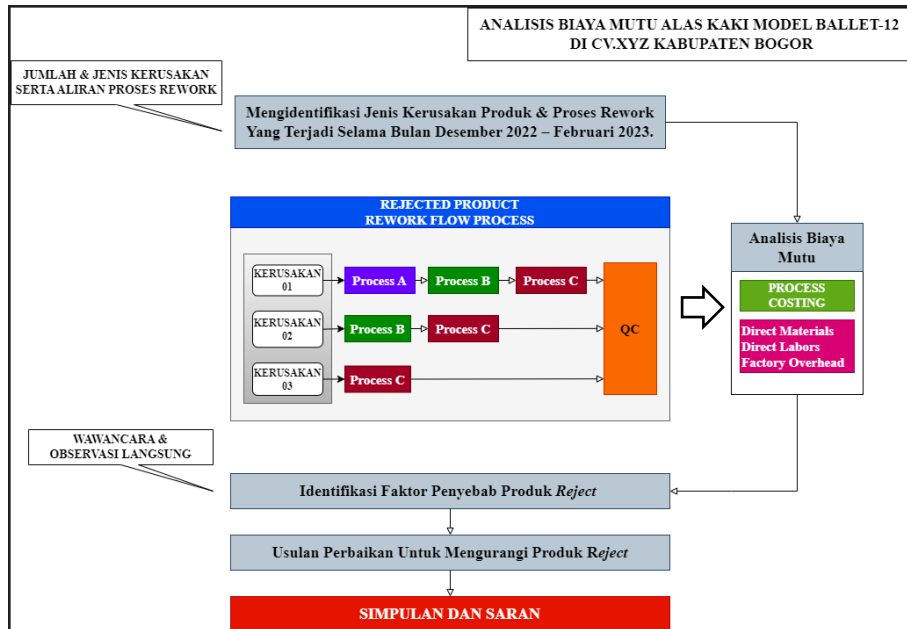 ANALISIS BIAYA MUTU ALAS KAKI MODEL BALLET-12
DI CV.XYZ KABUPATEN BOGOR
JUMLAH & JENIS KERUSAKAN
SERTA ALIRAN PROSES REWORK
Mengidentifikasi Jenis Kerusakan Produk & Proses Rework
Yang Terjadi Selama Bulan Desember 2022 – Februari 2023.
REJECTED PRODUCT
REWORK FLOW PROCESS
KERUSAKAN
01
Process A
Process B
Process C
KERUSAKAN
02
Process B
Process C
KERUSAKAN
03
Process C
QC
Analisis Biaya
Mutu
PROCESS
COSTING
Direct Materials
Direct Labors
Factory Overhead
WAWANCARA &
OBSERVASI LANGSUNG
Identifikasi Faktor Penyebab Produk Reject
Usulan Perbaikan Untuk Mengurangi Produk Reject
SIMPULAN DAN SARAN